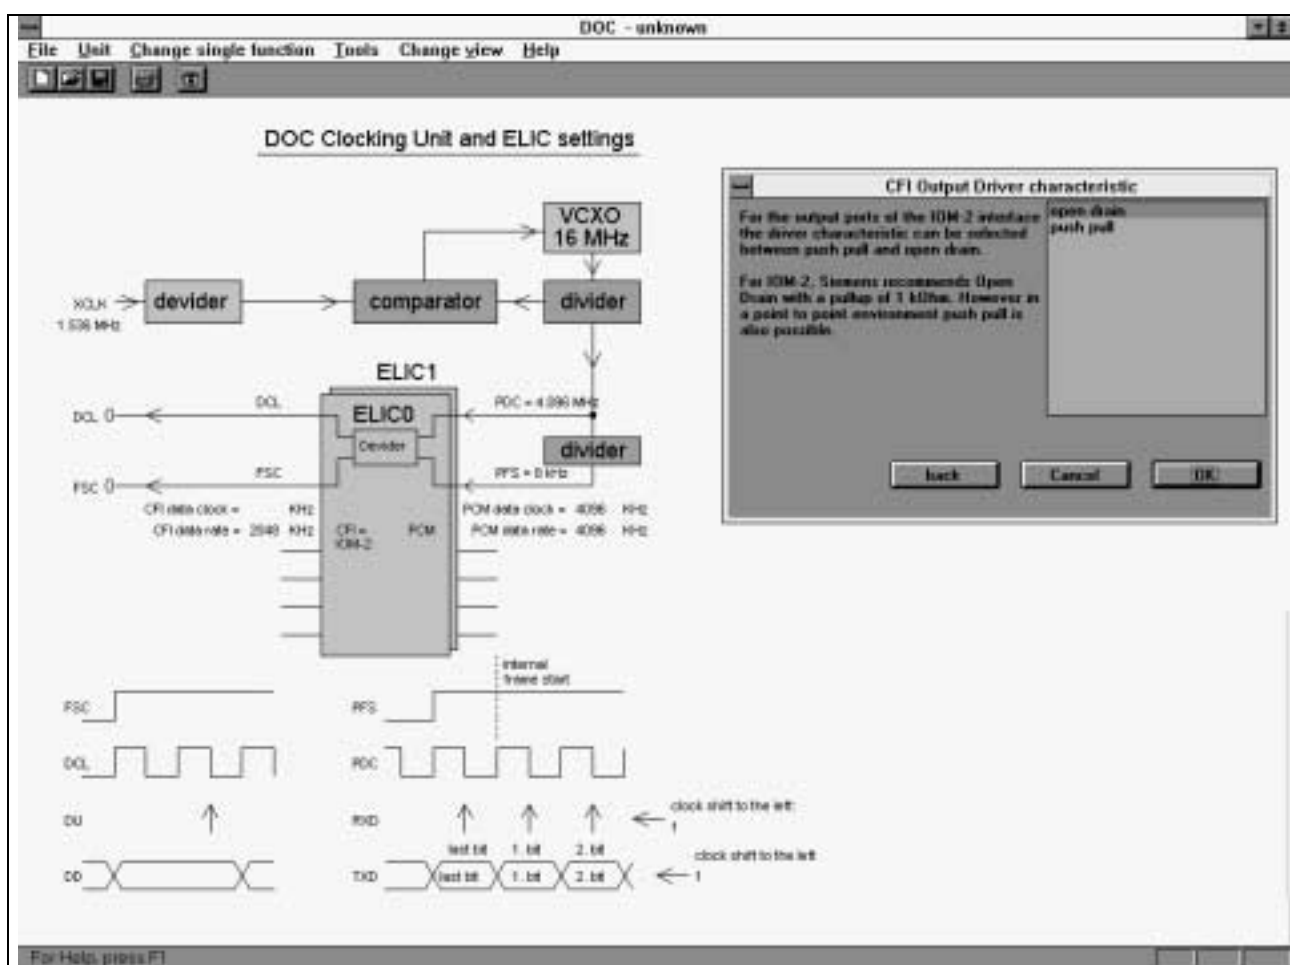 DOC - unknown
File Unit Change single function Tools Change view Help
DOC Clocking Unit and ELIC settings
VCXO
16 MHz
XCLK
1.536 MHz
devider
comparator
divider
ELIC1
DCL
DCL
ELIC0
PDC = 4.096 MHz
Devider
divider
FSC
FSC
PFS = 8 kHz
CFI data clock = KHz
CFI data rate = 2048 KHz
CFI =
IOM-2
PCM
PCM data clock = 4096 KHz
PCM data rate = 4096 KHz
internal
frame start
FSC
PFS
DCL
PDC
DU
RXD
last bit 1. bit 2. bit
clock shift to the left:
1
DD
TXD
last bit 1. bit 2. bit
clock shift to the left
1
CFI Output Driver characteristic
For the output ports of the IOM-2 interface
the driver characteristic can be selected
between push pull and open drain.
For IOM-2, Siemens recommends Open
Drain with a pullup of 1 kOhm. However in
a point to point environment push pull is
also possible.
open drain
push pull
back
Cancel
OK
For Help, press F1